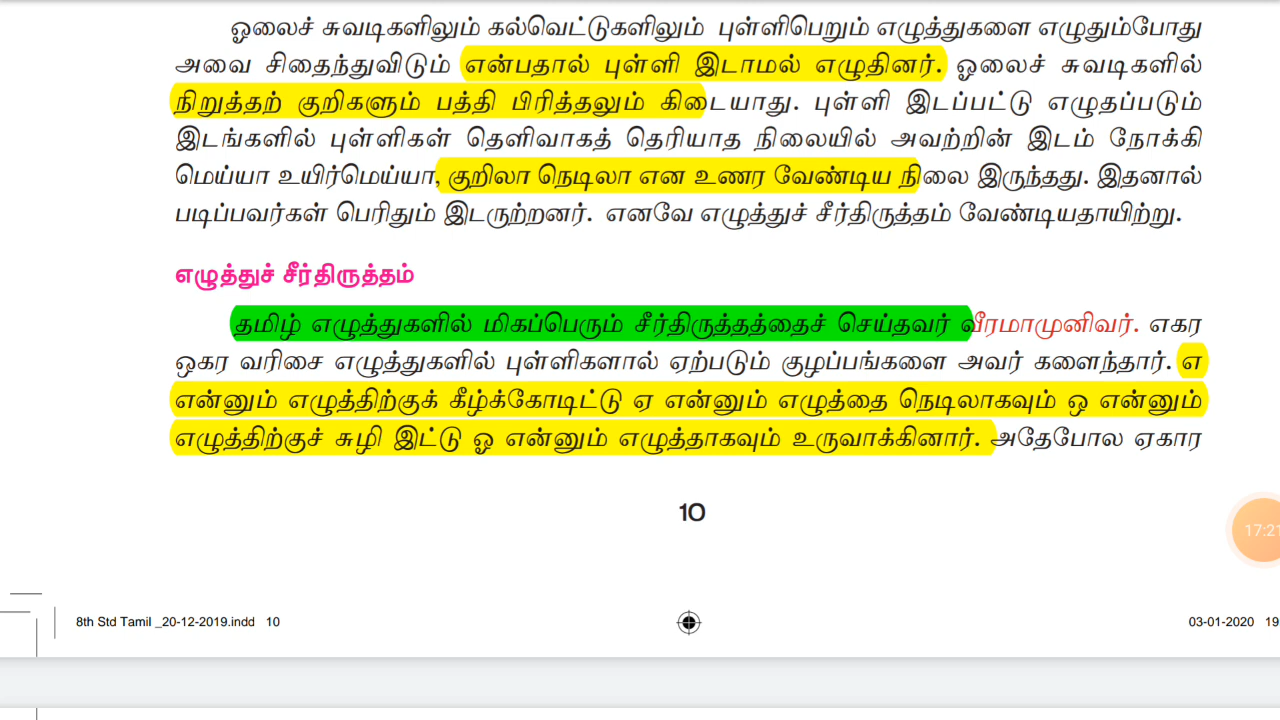 ஓலைச் சுவடிகளிலும் கல்வெட்டுகளிலும் புள்ளிபெறும் எழுத்துகளை எழுதும்போது
அவை சிதைந்துவிடும் என்பதால் புள்ளி இடாமல் எழுதினர். ஓலைச் சுவடிகளில்
நிறுத்தற் குறிகளும் பத்தி பிரித்தலும் கிடையாது. புள்ளி இடப்பட்டு எழுதப்படும்
இடங்களில் புள்ளிகள் தெளிவாகத் தெரியாத நிலையில் அவற்றின் இடம் நோக்கி
மெய்யா உயிர்மெய்யா, குறிலா நெடிலா என உணர வேண்டிய நிலை இருந்தது. இதனால்
படிப்பவர்கள் பெரிதும் இடருற்றனர். எனவே எழுத்துச் சீர்திருத்தம் வேண்டியதாயிற்று.
எழுத்துச் சீர்திருத்தம்
தமிழ் எழுத்துகளில் மிகப்பெரும் சீர்திருத்தத்தைச் செய்தவர் வீரமாமுனிவர். எகர
ஒகர வரிசை எழுத்துகளில் புள்ளிகளால் ஏற்படும் குழப்பங்களை அவர் களைந்தார். எ
என்னும் எழுத்திற்குக் கீழ்க்கோடிட்டு ஏ என்னும் எழுத்தை நெடிலாகவும் ஒ என்னும்
எழுத்திற்குச் சுழி இட்டு ஓ என்னும் எழுத்தாகவும் உருவாக்கினார். அதேபோல ஏகார
10
17:21
8th Std Tamil _20-12-2019.indd 10
03-01-2020 19